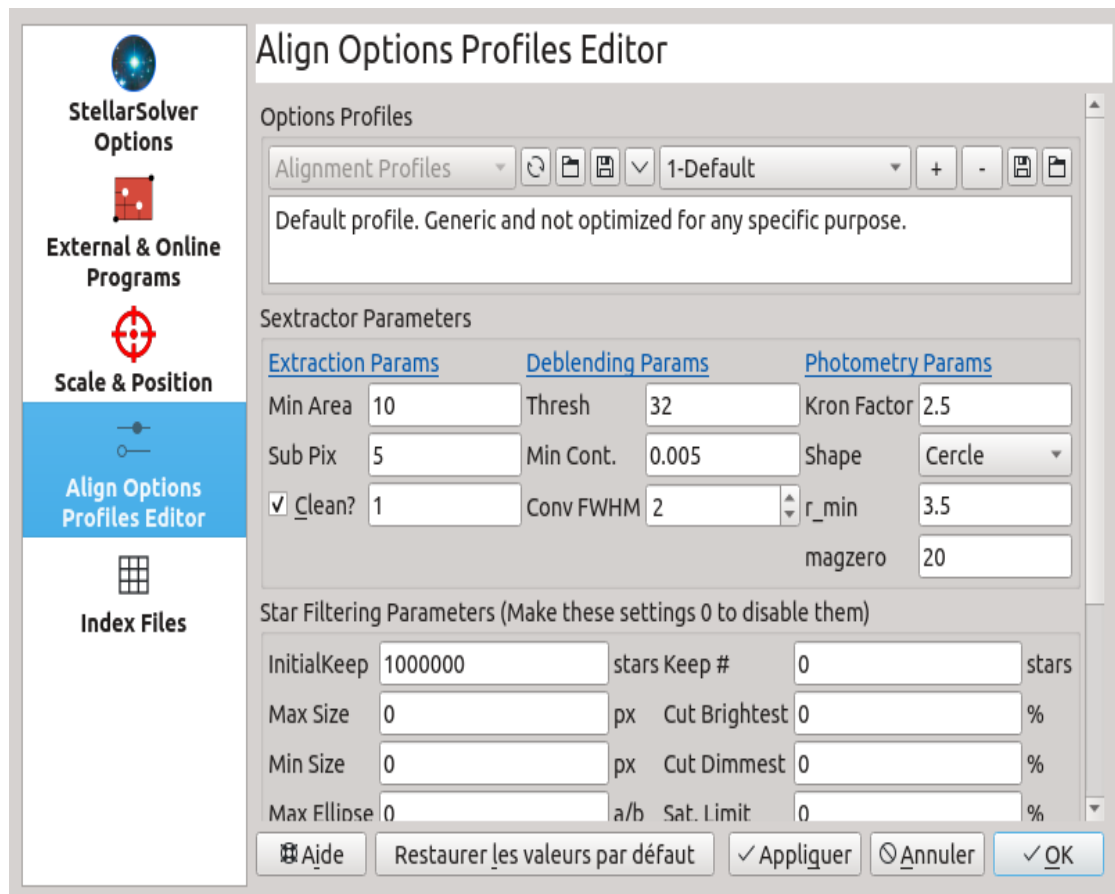 StellarSolver
Options
External & Online
Programs
Scale & Position
Align Options
Profiles Editor
Index Files
Align Options Profiles Editor
Options Profiles
Alignment Profiles 1-Default + -
Default profile. Generic and not optimized for any specific purpose.
Sextractor Parameters
Extraction Params Deblending Params Photometry Params
Min Area 10 Thresh 32 Kron Factor 2.5
Sub Pix 5 Min Cont. 0.005 Shape Cercle
Clean? 1 Conv FWHM 2 r_min 3.5
magzero 20
Star Filtering Parameters (Make these settings 0 to disable them)
InitialKeep 1000000 stars Keep # 0 stars
Max Size 0 px Cut Brightest 0 %
Min Size 0 px Cut Dimmest 0 %
Max Ellipse 0 a/b Sat. Limit 0 %
Aide Restaurer les valeurs par défaut Appliquer Annuler OK